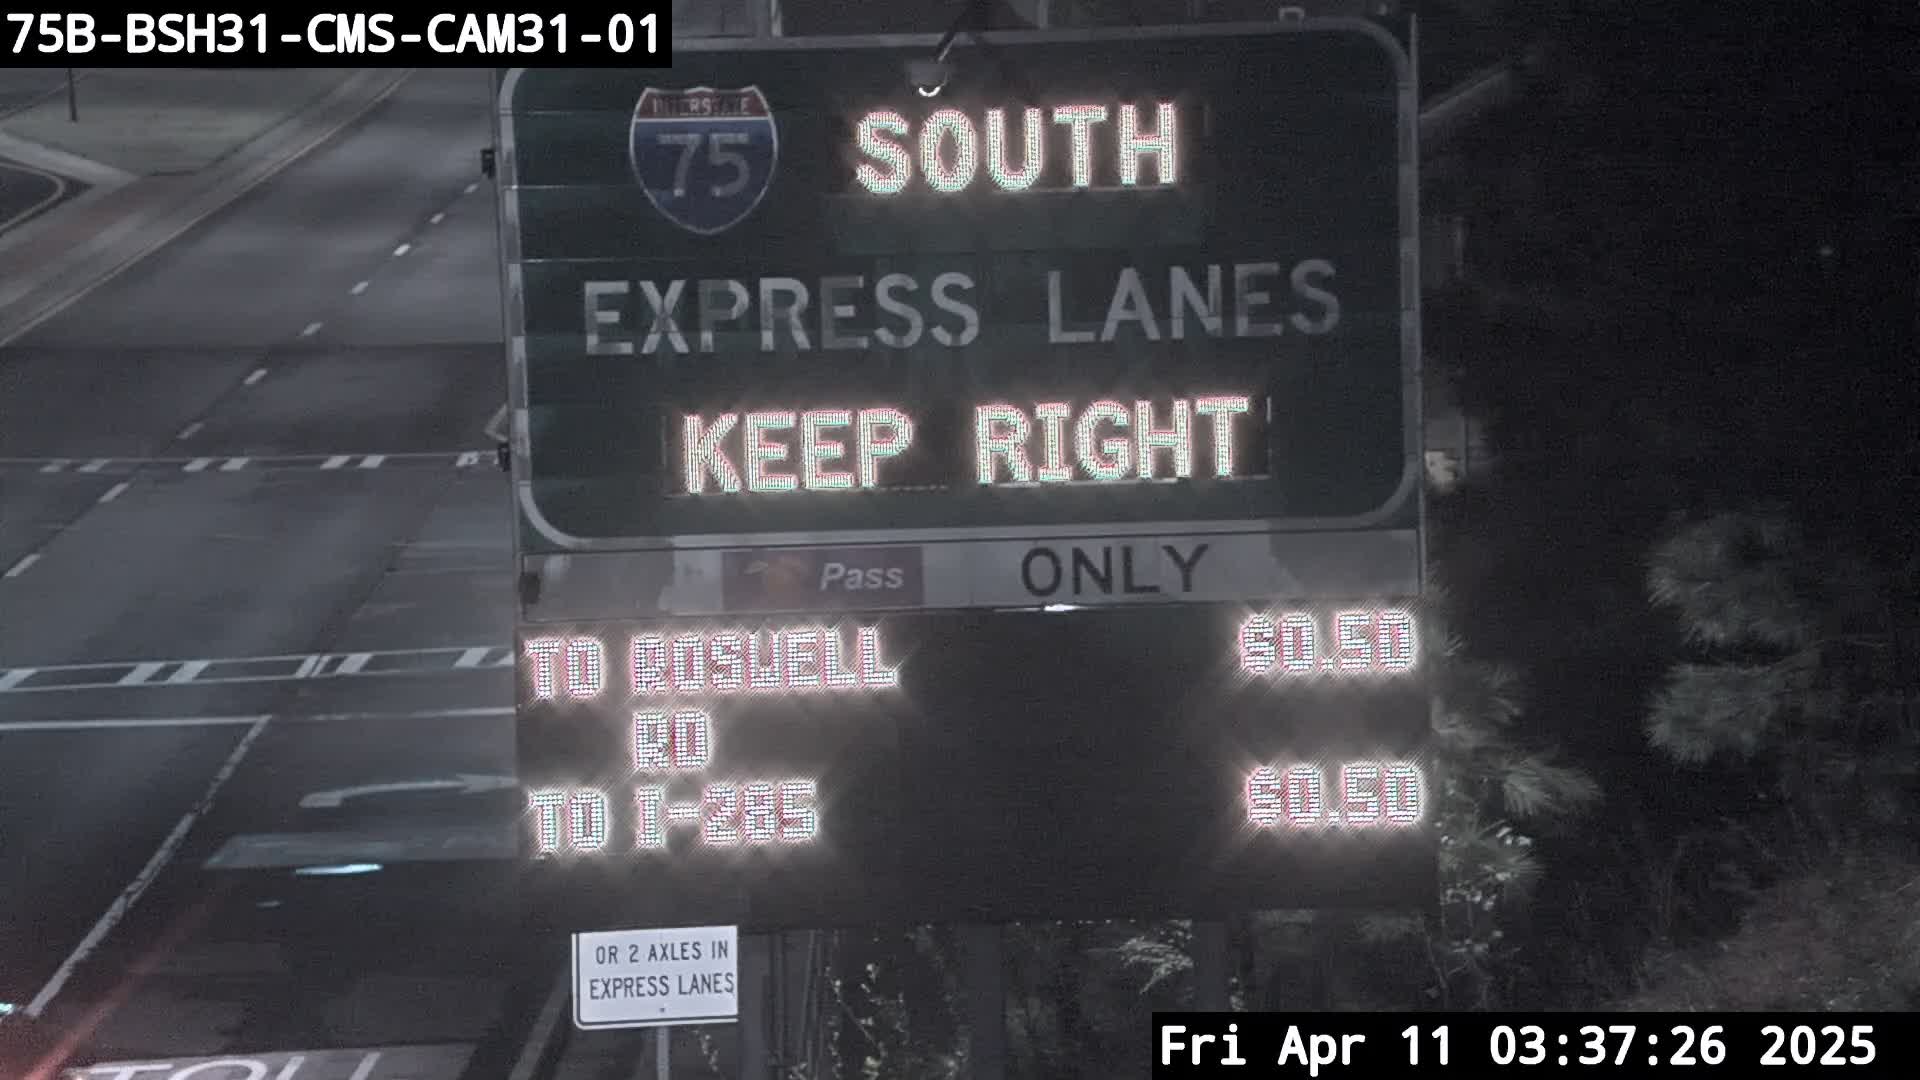 75B-BSH31-CMS-CAM31-01
INTERSTATE
75
SOUTH
EXPRESS LANES
KEEP RIGHT
Pass ONLY
TO ROSWELL $0.50
RD
TO I-285 $0.50
OR 2 AXLES IN
EXPRESS LANES
TOLL
Fri Apr 11 03:37:26 2025